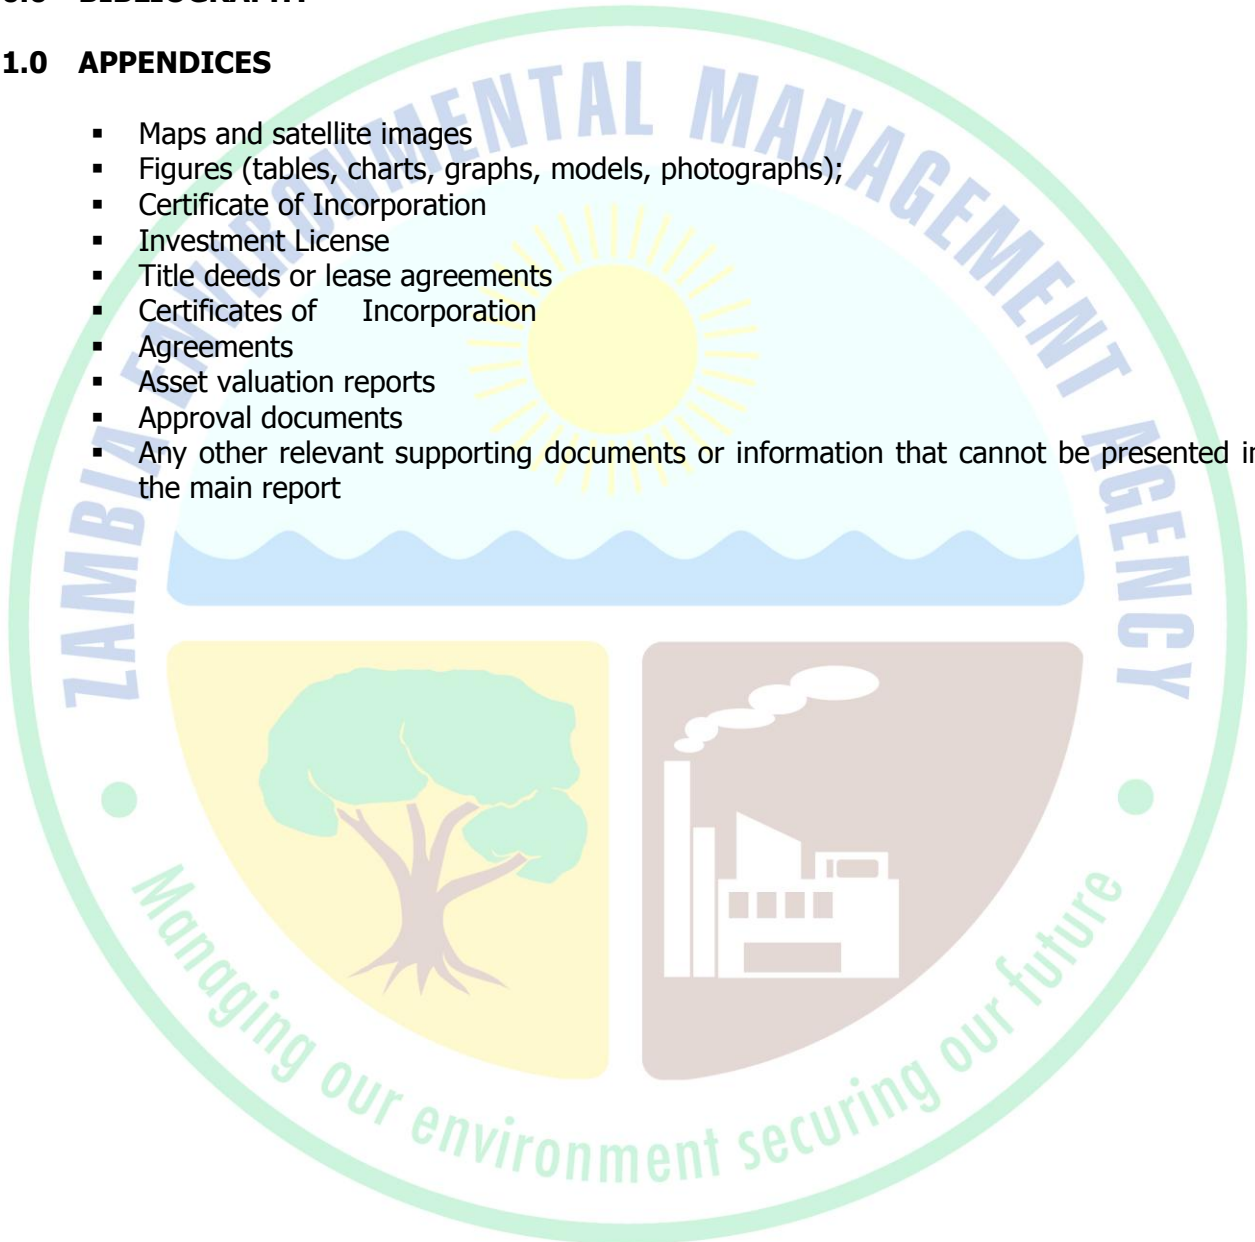 1.0 APPENDICES
▪ Maps and satellite images
▪ Figures (tables, charts, graphs, models, photographs);
▪ Certificate of Incorporation
▪ Investment License
▪ Title deeds or lease agreements
▪ Certificates of Incorporation
▪ Agreements
▪ Asset valuation reports
▪ Approval documents
▪ Any other relevant supporting documents or information that cannot be presented in
the main report
ZAMBIA ENVIRONMENTAL MANAGEMENT AGENCY
Managing our environment securing our future